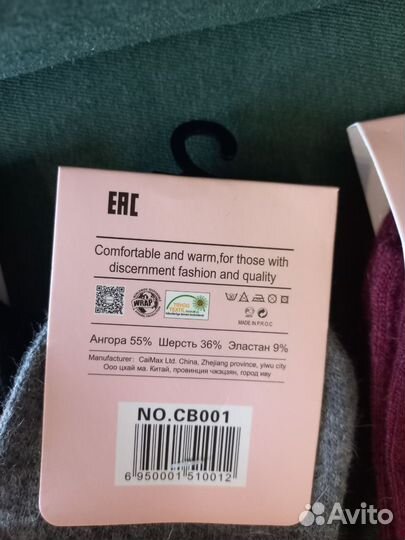 EAC
Comfortable and warm,for those with
discernment fashion and quality
WRAP
MADE IN P.R.O.C
Ангора 55% Шерсть 36% Эластан 9%
Manufacturer: CaiMax Ltd. China, Zhejiang province, yiwu city
Ооо цхай ма. Китай, провинция чжэцзян, город иву
NO.CB001
6 950001 510012
Avito